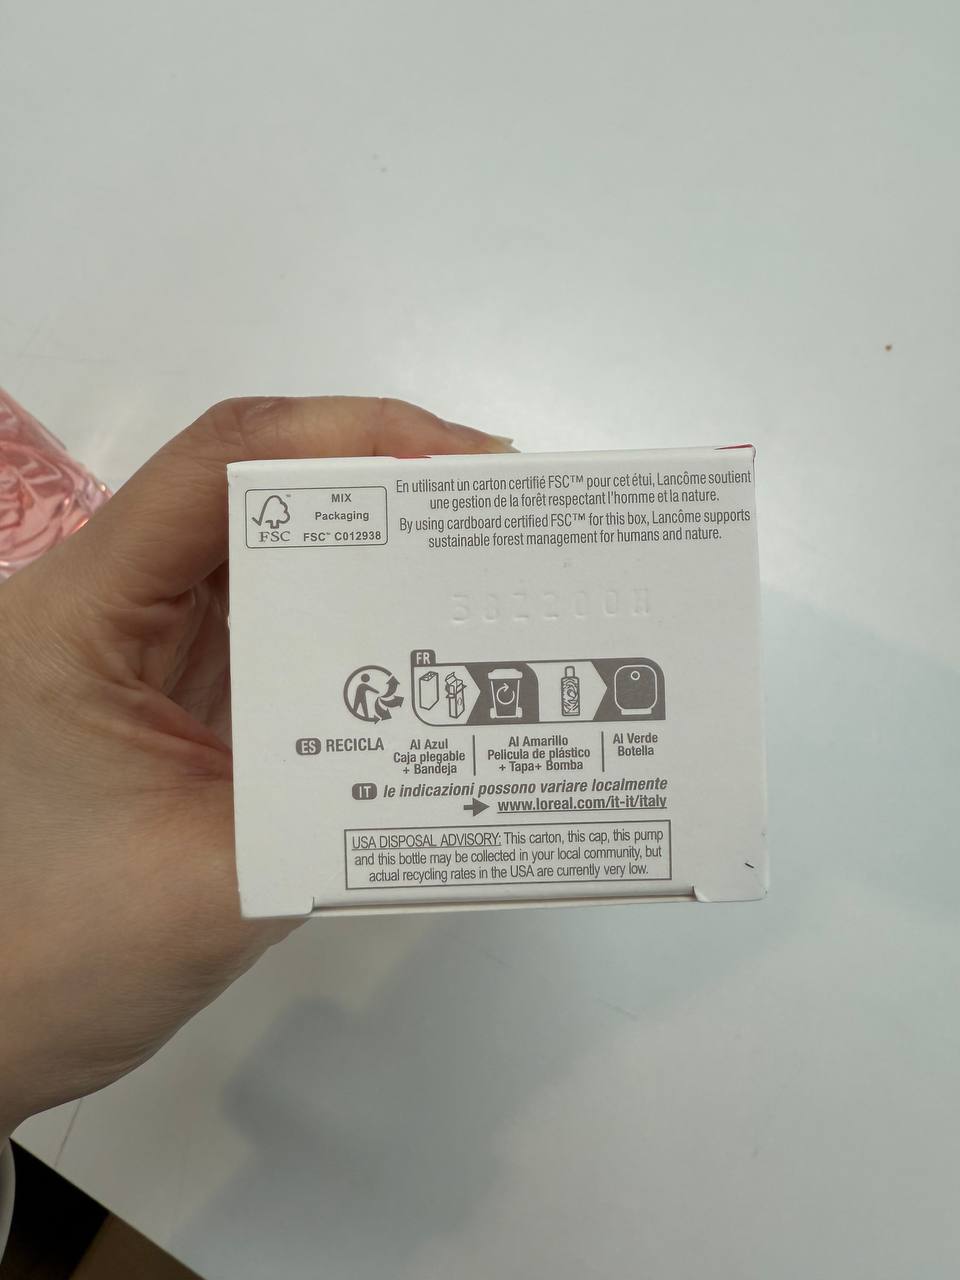 FSC™
MIX
Packaging
FSC™ C012938
En utilisant un carton certifié FSC™ pour cet étui, Lancôme soutient
une gestion de la forêt respectant l'homme et la nature.
By using cardboard certified FSC™ for this box, Lancôme supports
sustainable forest management for humans and nature.
FR
ES RECICLA
Al Azul
Caja plegable
+ Bandeja
Al Amarillo
Pelicula de plástico
+ Tapa+ Bomba
Al Verde
Botella
IT le indicazioni possono variare localmente
www.loreal.com/it-it/italy
USA DISPOSAL ADVISORY: This carton, this cap, this pump
and this bottle may be collected in your local community, but
actual recycling rates in the USA are currently very low.